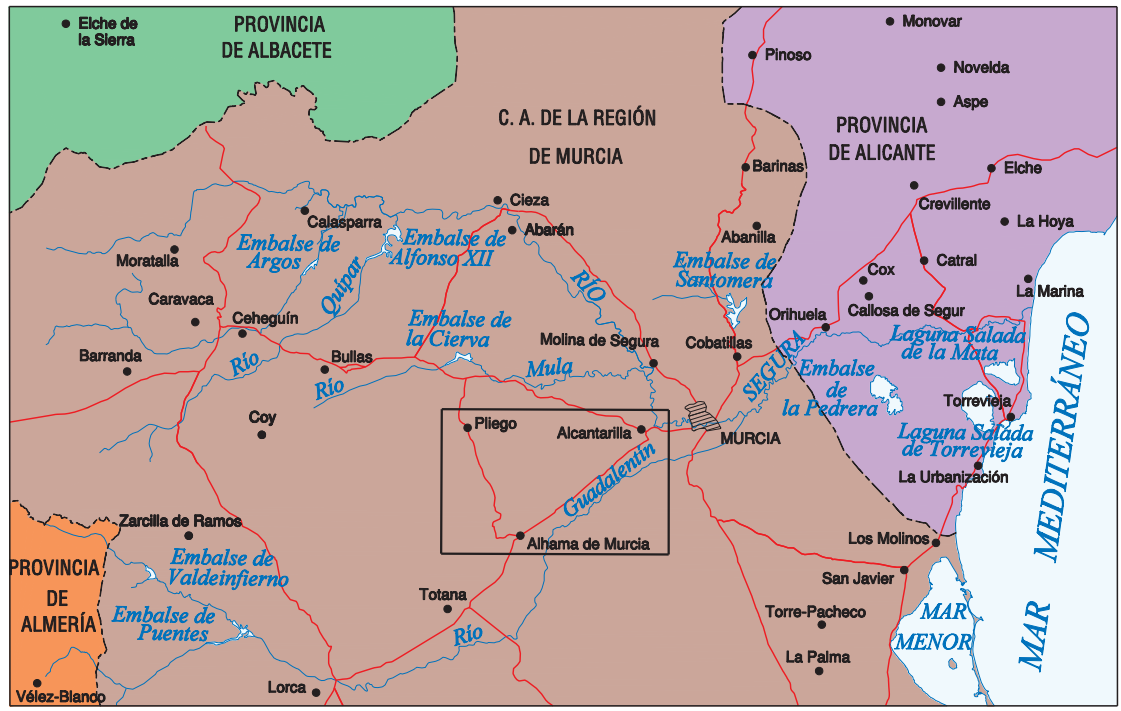 Elche de
la Sierra
PROVINCIA
DE ALBACETE
C. A. DE LA REGIÓN
DE MURCIA
Pinoso
Monovar
Novelda
Aspe
PROVINCIA
DE ALICANTE
Barinas
Elche
Crevillente
La Hoya
Cieza
Abarán
Calasparra
Embalse de
Argos
Quípar
Embalse de
Alfonso XII
Abanilla
Embalse de
Santomera
Moratalla
Caravaca
Ceheguín
Barranda
Río
RÍO
Cox
Catral
Callosa de Segur
La Marina
Orihuela
Embalse de
la Cierva
Molina de Segura
Cobatillas
SEGURA
Laguna Salada
de la Mata
Bullas
Río
Mula
Embalse
de
la Pedrera
Torrevieja
Coy
Pliego
Alcantarilla
MURCIA
Laguna Salada
de Torrevieja
Guadalentín
La Urbanización
MAR MEDITERRÁNEO
Zarcilla de Ramos
Alhama de Murcia
Los Molinos
Embalse de
Valdeinfierno
San Javier
PROVINCIA
DE
ALMERÍA
Embalse de
Puentes
Totana
Río
Torre-Pacheco
MAR
MENOR
La Palma
Lorca
Vélez-Blanco